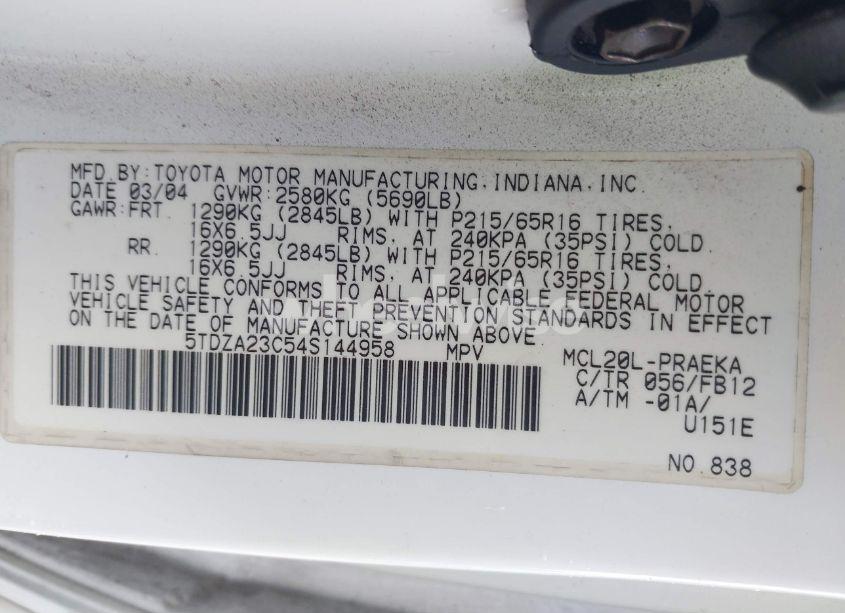 MFD.BY:TOYOTA MOTOR MANUFACTURING,INDIANA,INC.
DATE 03/04 GVWR:2580KG (5690LB)
GAWR:FRT. 1290KG (2845LB) WITH P215/65R16 TIRES,
16X6.5JJ RIMS, AT 240KPA (35PSI) COLD.
RR. 1290KG (2845LB) WITH P215/65R16 TIRES,
16X6.5JJ RIMS, AT 240KPA (35PSI) COLD.
THIS VEHICLE CONFORMS TO ALL APPLICABLE FEDERAL MOTOR
VEHICLE SAFETY AND THEFT PREVENTION STANDARDS IN EFFECT
ON THE DATE OF MANUFACTURE SHOWN ABOVE.
5TDZA23C54S144958 MPV MCL20L-PRAEKA
C/TR 056/FB12
A/TM -01A/
U151E
NO.838